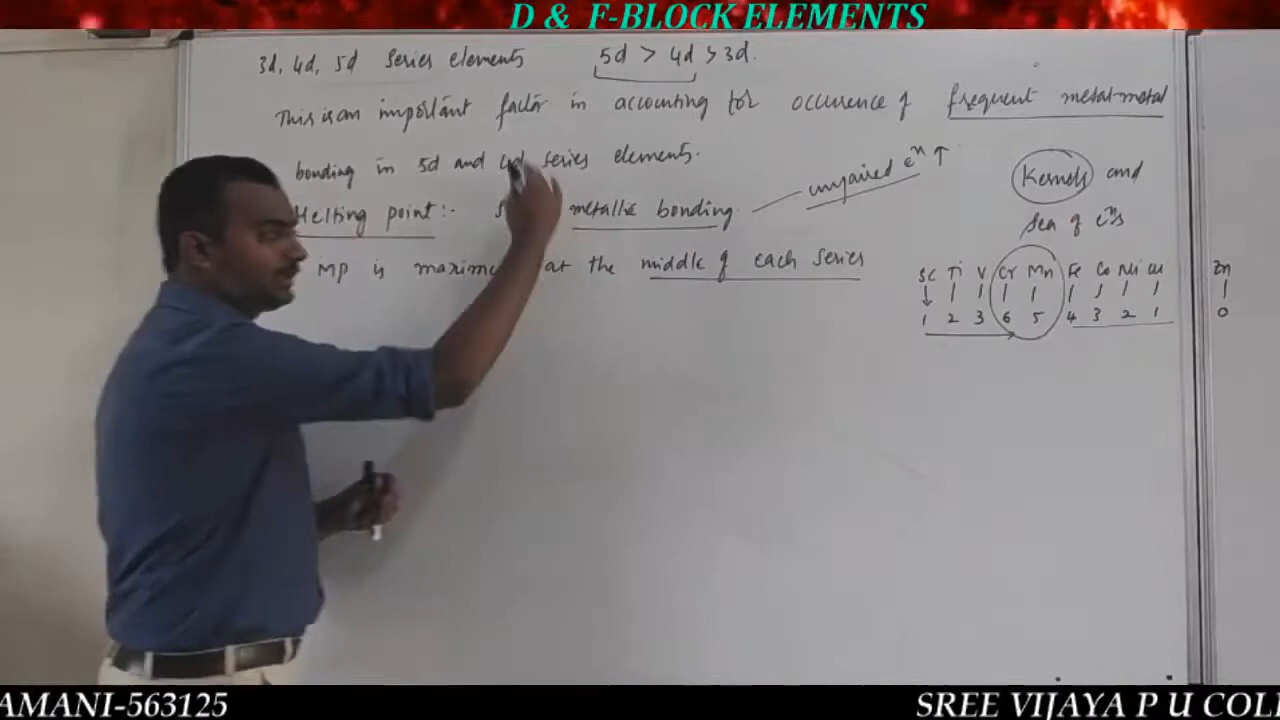 D & F-BLOCK ELEMENTS
3d, 4d, 5d Series elements 5d > 4d > 3d.
This is an important factor in accounting for occurence of frequent metal-metal
bonding in 5d and 4d series elements.
unpaired e^n ↑
Kernels and
Melting point :- metallic bonding.
Sea of e^ns
MP is at the middle of each series
Sc Ti V Cr Mn Fe Co Ni Cu Zn
1 2 3 6 5 4 3 2 1 0
AMANI-563125
SREE VIJAYA P U COL